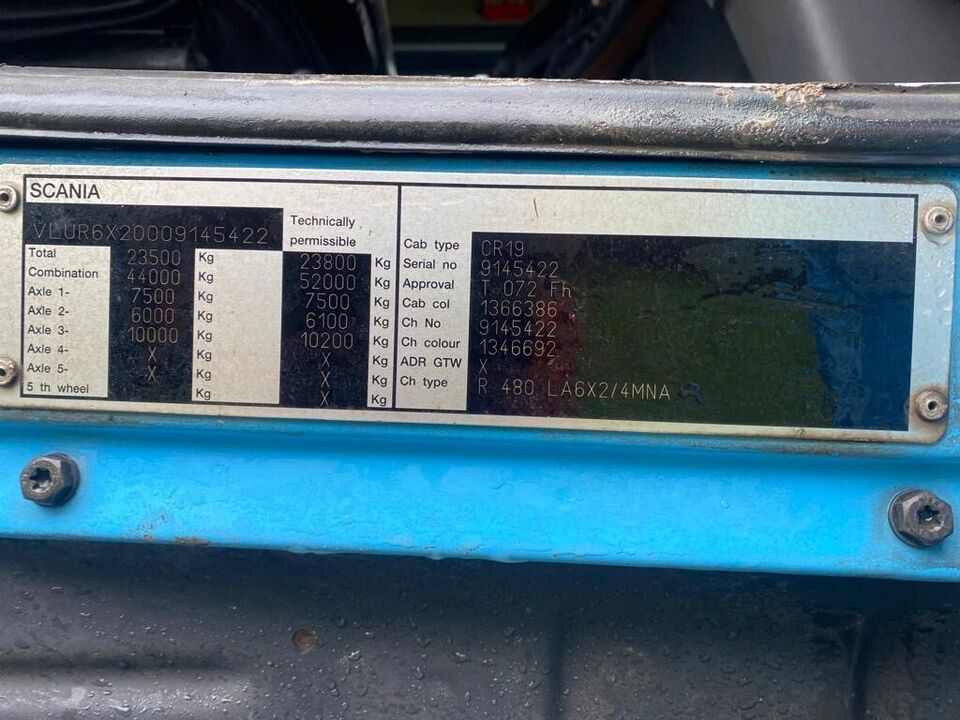 SCANIA
VLUR6X20009145422
Technically
permissible
Total 23500 Kg 23800 Kg
Combination 44000 Kg 52000 Kg
Axle 1- 7500 Kg 7500 Kg
Axle 2- 6000 Kg 6100 Kg
Axle 3- 10000 Kg 10200 Kg
Axle 4- X Kg X Kg
Axle 5- X Kg X Kg
5 th wheel Kg X Kg
Cab type CR19
Serial no 9145422
Approval T 072 Fh
Cab col 1366386
Ch No 9145422
Ch colour 1346692
ADR GTW X
Ch type R 480 LA6X2/4MNA